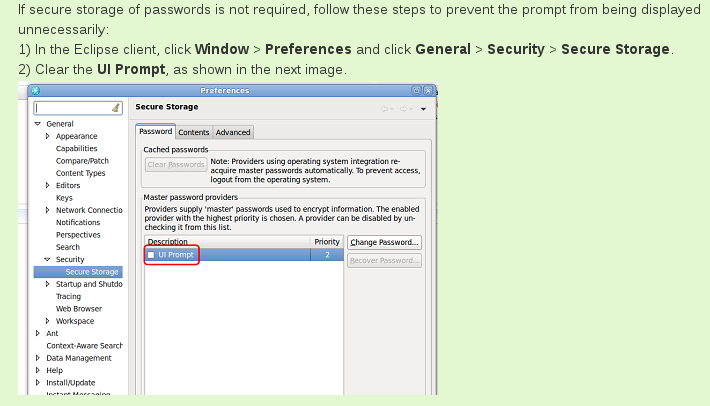 If secure storage of passwords is not required, follow these steps to prevent the prompt from being displayed
unnecessarily:
1) In the Eclipse client, click Window > Preferences and click General > Security > Secure Storage.
2) Clear the UI Prompt, as shown in the next image.
Preferences
Secure Storage
General
Appearance
Capabilities
Compare/Patch
Content Types
Editors
Keys
Network Connectio
Notifications
Perspectives
Search
Security
Secure Storage
Startup and Shutdo
Tracing
Web Browser
Workspace
Ant
Context-Aware Search
Data Management
Help
Install/Update
Instant Messaging
Password
Contents
Advanced
Cached passwords
Clear Passwords
Note: Providers using operating system integration re-
acquire master passwords automatically. To prevent access,
logout from the operating system.
Master password providers
Providers supply 'master' passwords used to encrypt information. The enabled
provider with the highest priority is chosen. A provider can be disabled by un-
checking it from this list.
Description
Priority
UI Prompt
2
Change Password...
Recover Password...